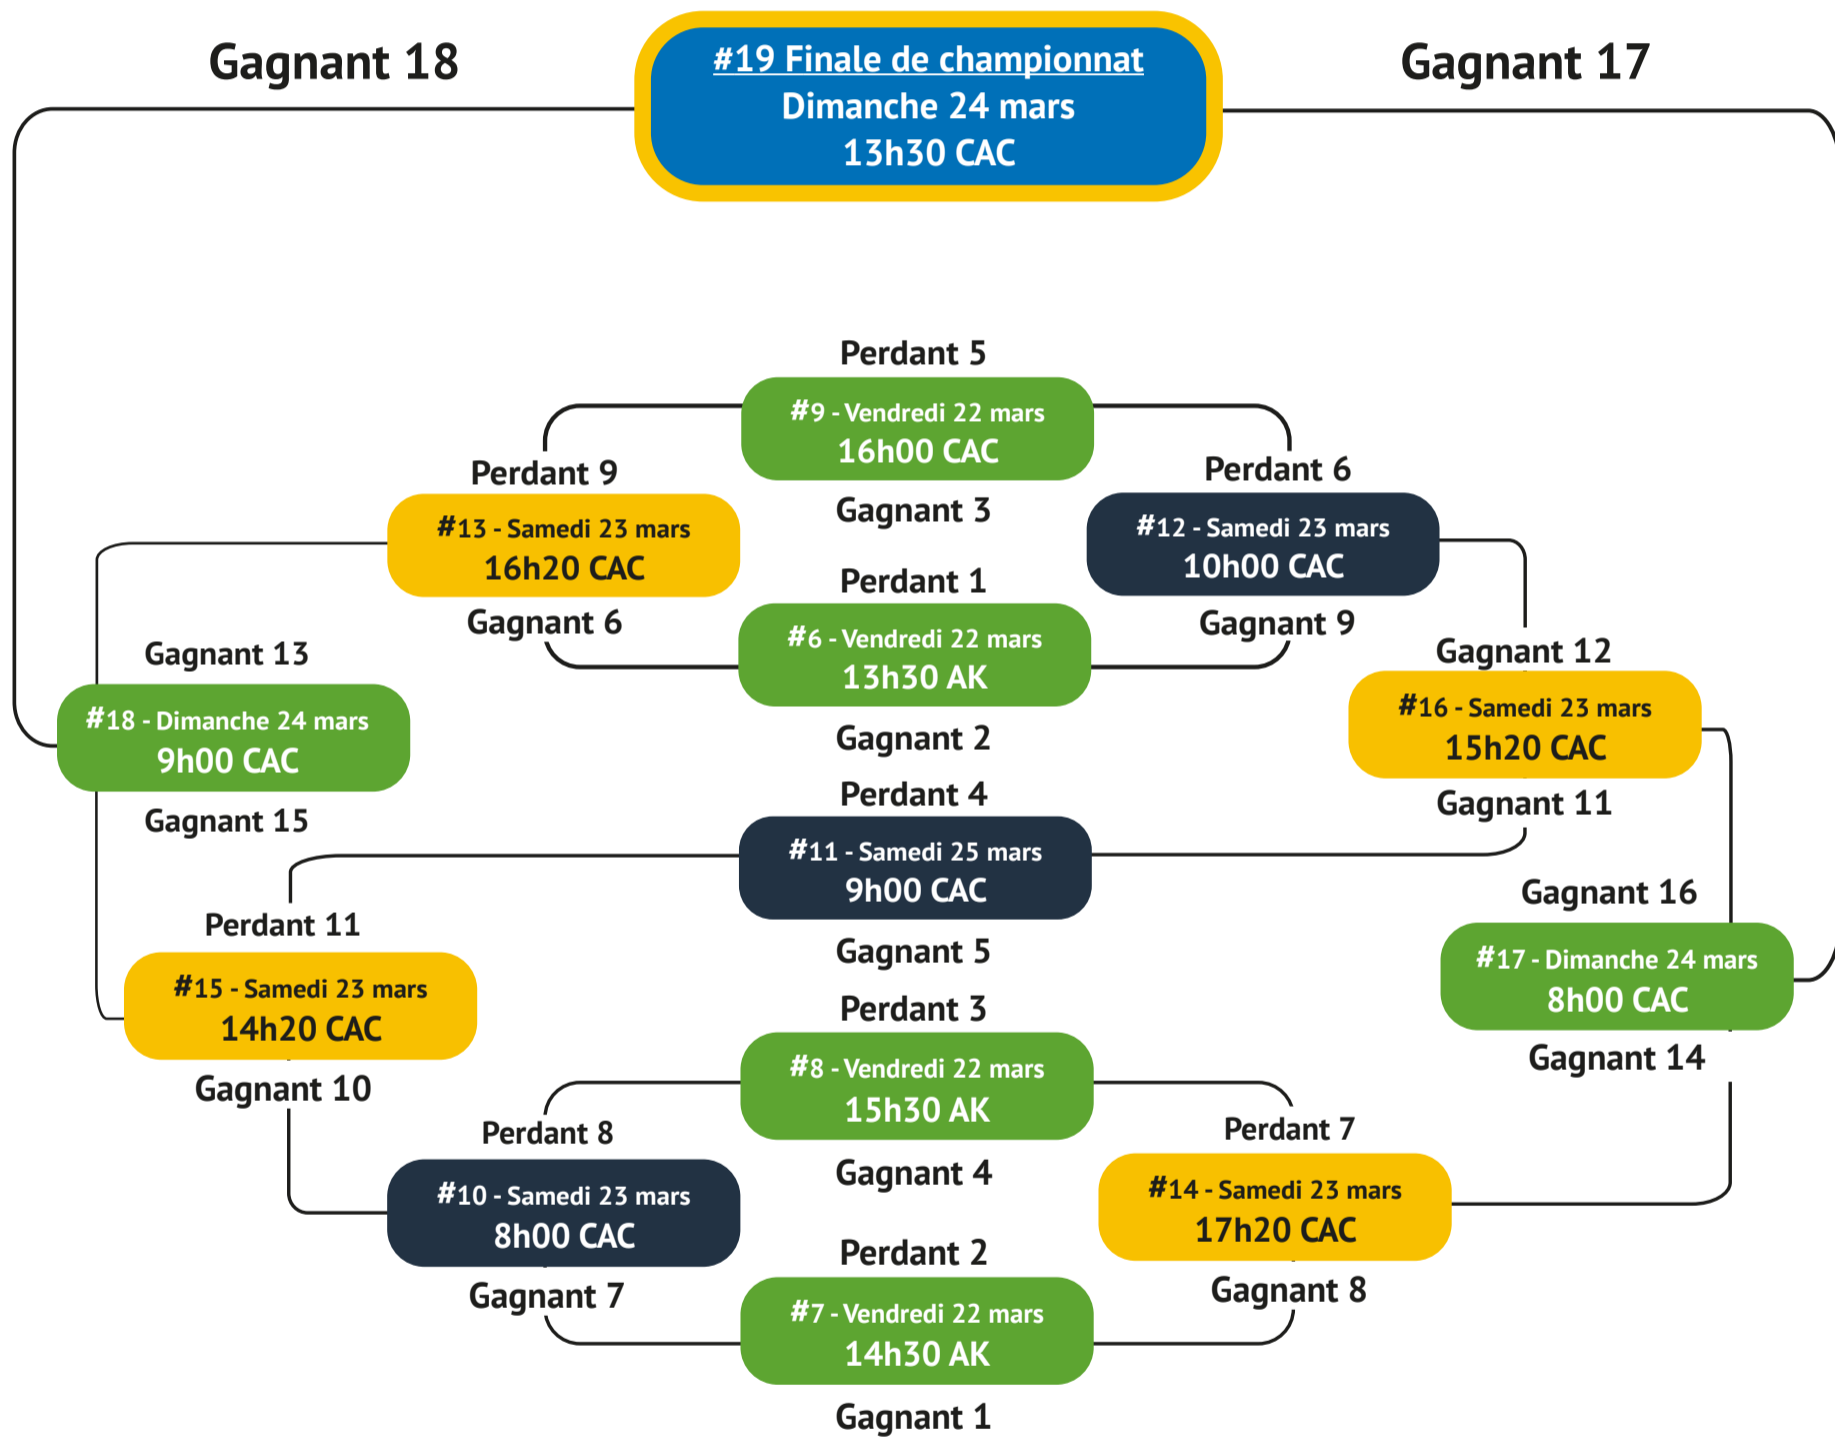 Gagnant 18
#19 Finale de championnat
Dimanche 24 mars
13h30 CAC
Gagnant 17
Perdant 5
#9 - Vendredi 22 mars
16h00 CAC
Gagnant 3
Perdant 9
#13 - Samedi 23 mars
16h20 CAC
Gagnant 6
Perdant 6
#12 - Samedi 23 mars
10h00 CAC
Gagnant 9
Perdant 1
#6 - Vendredi 22 mars
13h30 AK
Gagnant 2
Gagnant 13
#18 - Dimanche 24 mars
9h00 CAC
Gagnant 15
Gagnant 12
#16 - Samedi 23 mars
15h20 CAC
Gagnant 11
Perdant 4
#11 - Samedi 25 mars
9h00 CAC
Gagnant 5
Perdant 11
#15 - Samedi 23 mars
14h20 CAC
Gagnant 10
Gagnant 16
#17 - Dimanche 24 mars
8h00 CAC
Gagnant 14
Perdant 3
#8 - Vendredi 22 mars
15h30 AK
Gagnant 4
Perdant 8
#10 - Samedi 23 mars
8h00 CAC
Gagnant 7
Perdant 7
#14 - Samedi 23 mars
17h20 CAC
Gagnant 8
Perdant 2
#7 - Vendredi 22 mars
14h30 AK
Gagnant 1